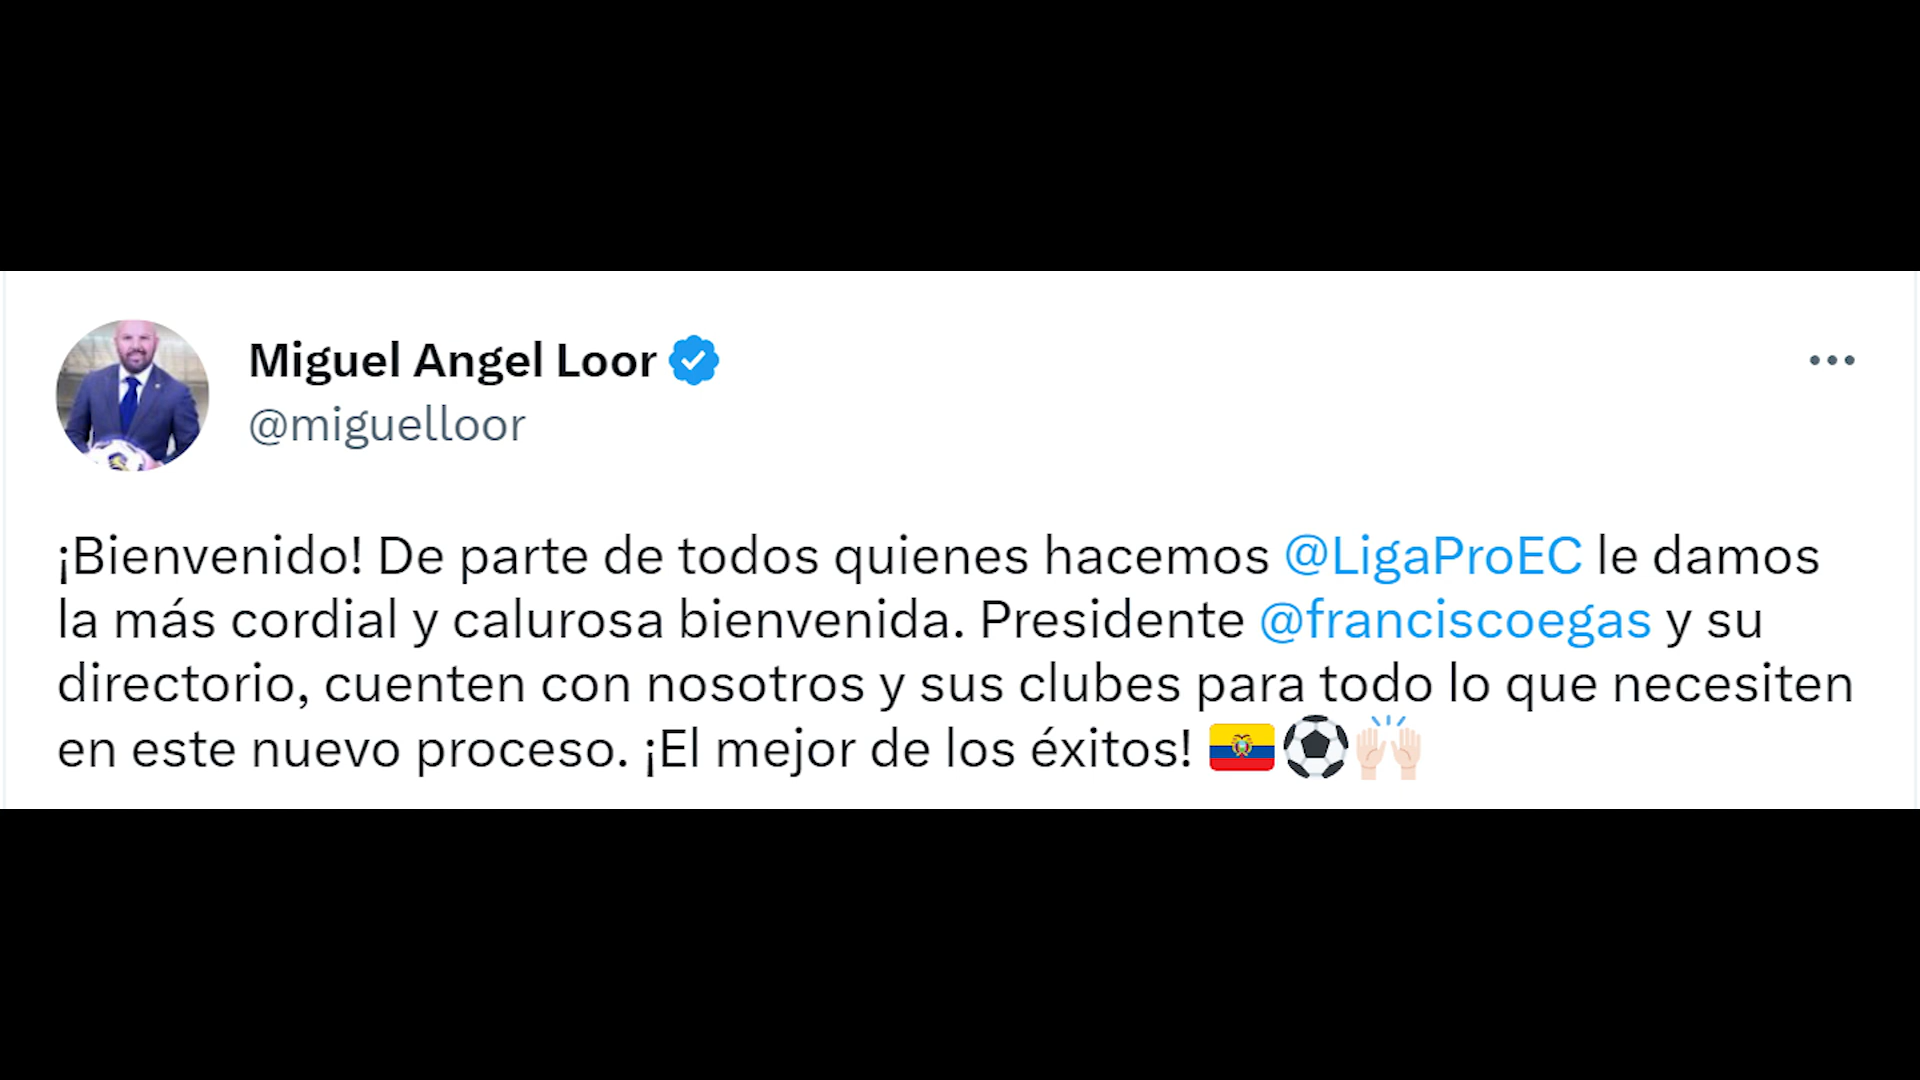 Miguel Angel Loor
@miguelloor
¡Bienvenido! De parte de todos quienes hacemos @LigaProEC le damos
la más cordial y calurosa bienvenida. Presidente @franciscoegas y su
directorio, cuenten con nosotros y sus clubes para todo lo que necesiten
en este nuevo proceso. ¡El mejor de los éxitos! 🇪🇨⚽🙌🏻